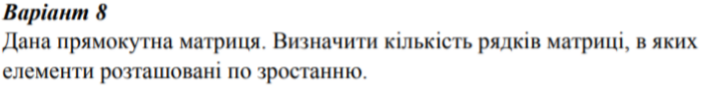 Варіант 8
Дана прямокутна матриця. Визначити кількість рядків матриці, в яких
елементи розташовані по зростанню.